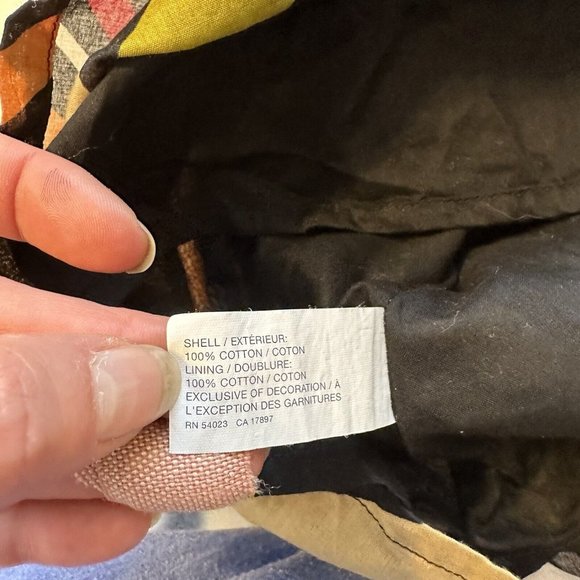 SHELL / EXTÉRIEUR:
100% COTTON / COTON
LINING / DOUBLURE:
100% COTTON / COTON
EXCLUSIVE OF DECORATION / À
L'EXCEPTION DES GARNITURES
RN 54023 CA 17897